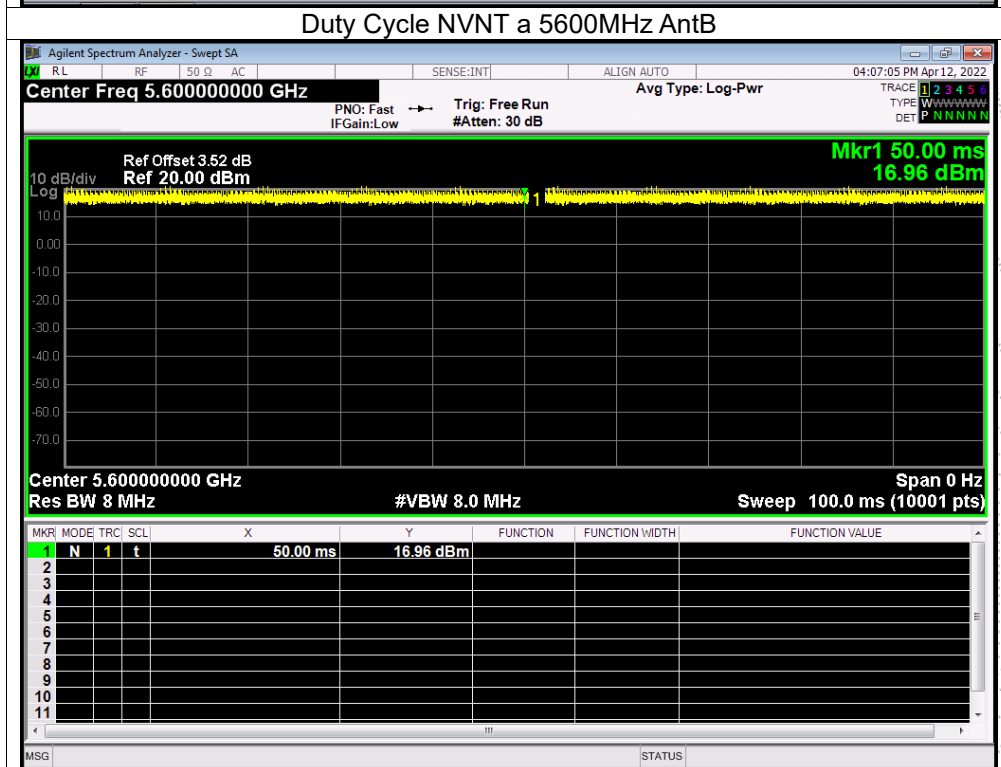 Duty Cycle NVNT a 5600MHz AntB
Agilent Spectrum Analyzer - Swept SA
LXI RL RF 50 Ω AC SENSE:INT ALIGN AUTO 04:07:05 PM Apr 12, 2022
Center Freq 5.600000000 GHz Avg Type: Log-Pwr TRACE 1 2 3 4 5 6
PNO: Fast Trig: Free Run TYPE WWWWWW
IFGain:Low #Atten: 30 dB DET P N N N N N
Ref Offset 3.52 dB Mkr1 50.00 ms
10 dB/div Ref 20.00 dBm 16.96 dBm
Log
1
10.0
0.00
-10.0
-20.0
-30.0
-40.0
-50.0
-60.0
-70.0
Center 5.600000000 GHz Span 0 Hz
Res BW 8 MHz #VBW 8.0 MHz Sweep 100.0 ms (10001 pts)
MKR MODE TRC SCL X Y FUNCTION FUNCTION WIDTH FUNCTION VALUE
1 N 1 t 50.00 ms 16.96 dBm
2
3
4
5
6
7
8
9
10
11
MSG STATUS